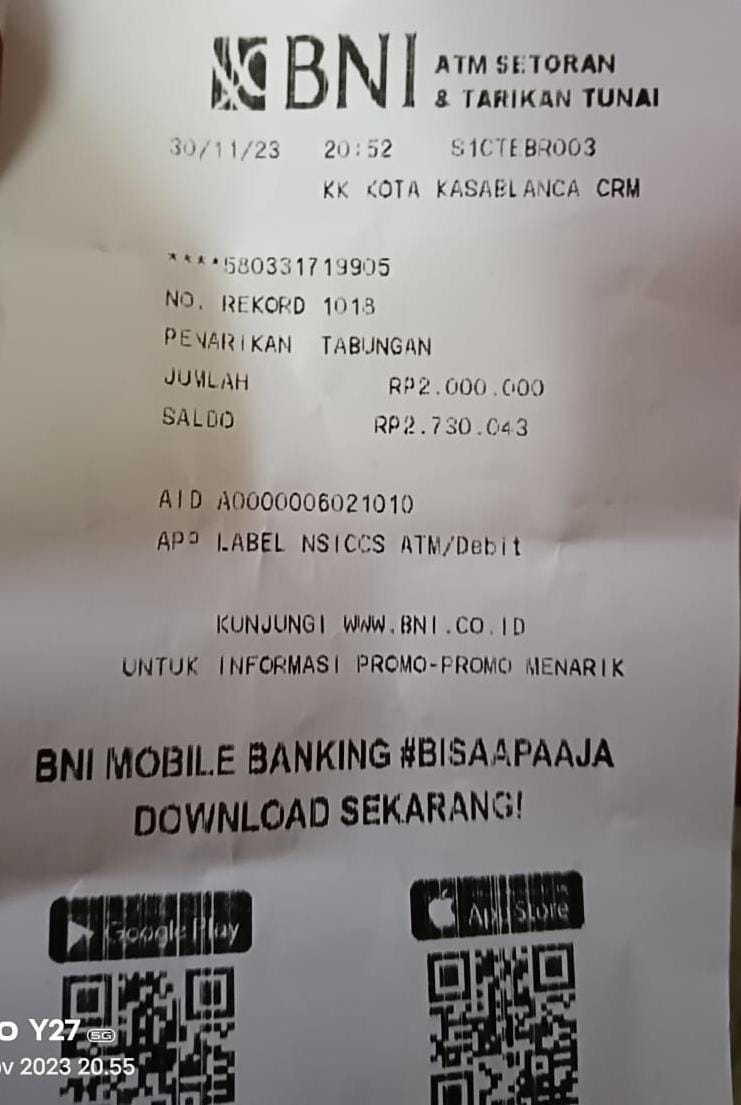 BNI ATM SETORAN
& TARIKAN TUNAI
30/11/23 20:52 S1CTEBR003
KK KOTA KASABLANCA CRM
****580331719905
NO. REKORD 1018
PENARIKAN TABUNGAN
JUMLAH RP2.000.000
SALDO RP2.730.043
AID A0000006021010
APP LABEL NSICCS ATM/Debit
KUNJUNGI WWW.BNI.CO.ID
UNTUK INFORMASI PROMO-PROMO MENARIK
BNI MOBILE BANKING #BISAAPAAJA
DOWNLOAD SEKARANG!
Google Play
App Store
Y27 5G
2023 20.55